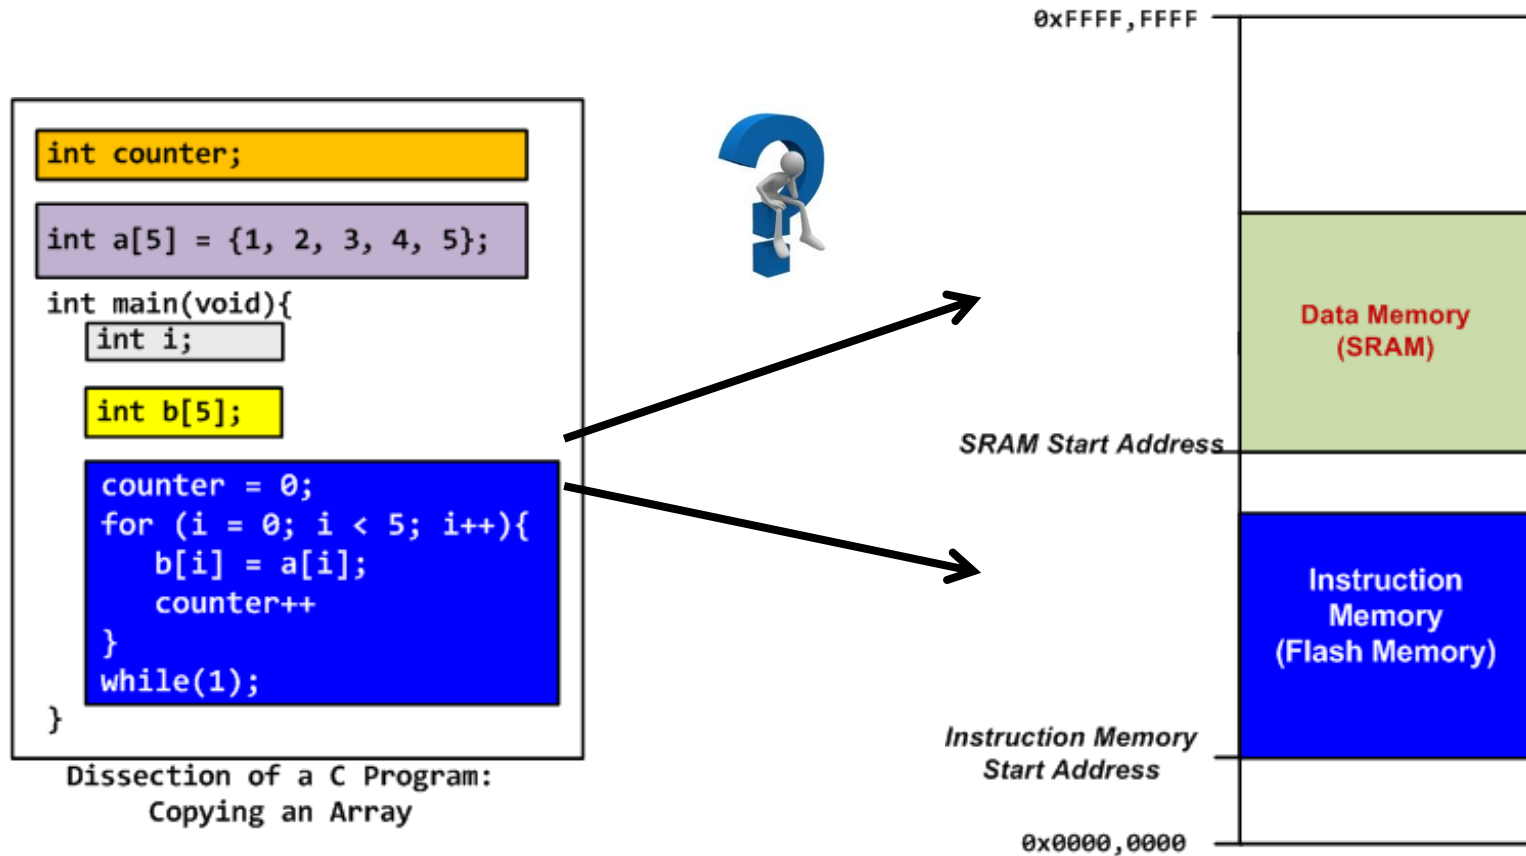 int counter;
int a[5] = {1, 2, 3, 4, 5};
int main(void){
int i;
int b[5];
counter = 0;
for (i = 0; i < 5; i++){
b[i] = a[i];
counter++
}
while(1);
}
Dissection of a C Program:
Copying an Array
0xFFFF,FFFF
Data Memory
(SRAM)
SRAM Start Address
Instruction
Memory
(Flash Memory)
Instruction Memory
Start Address
0x0000,0000